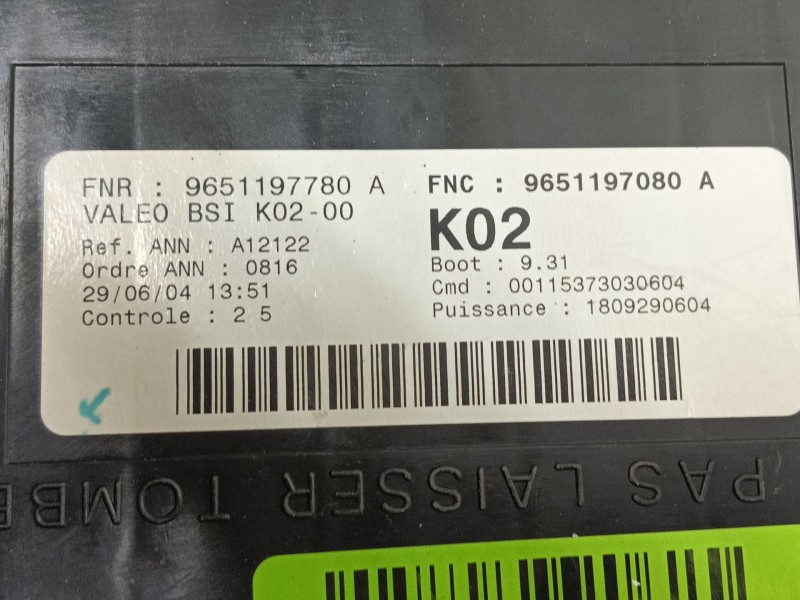 FNR : 9651197780 A
VALEO BSI K02-00
Ref. ANN : A12122
Ordre ANN : 0816
29/06/04 13:51
Controle : 2 5
FNC : 9651197080 A
K02
Boot : 9.31
Cmd : 00115373030604
Puissance : 1809290604
PAS LAISSER TOMBE